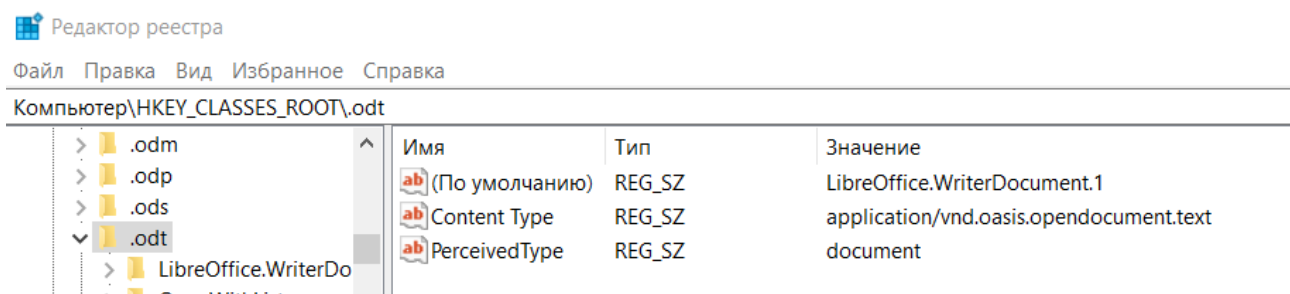 Редактор реестра
Файл Правка Вид Избранное Справка
Компьютер\HKEY_CLASSES_ROOT\.odt
.odm
.odp
.ods
.odt
LibreOffice.WriterDo
Имя Тип Значение
(По умолчанию) REG_SZ LibreOffice.WriterDocument.1
Content Type REG_SZ application/vnd.oasis.opendocument.text
PerceivedType REG_SZ document